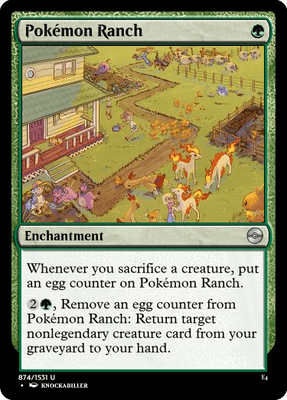 Pokémon Ranch
Enchantment
Whenever you sacrifice a creature, put
an egg counter on Pokémon Ranch.
2, Remove an egg counter from
Pokémon Ranch: Return target
nonlegendary creature card from your
graveyard to your hand.
874/1531 U
E4
• KNOCKABILLER